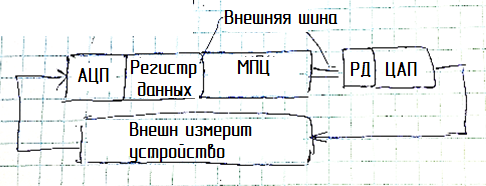 Внешняя шина
АЦП
Регистр
данных
МПЦ
РД
ЦАП
Внешн измерит
устройство